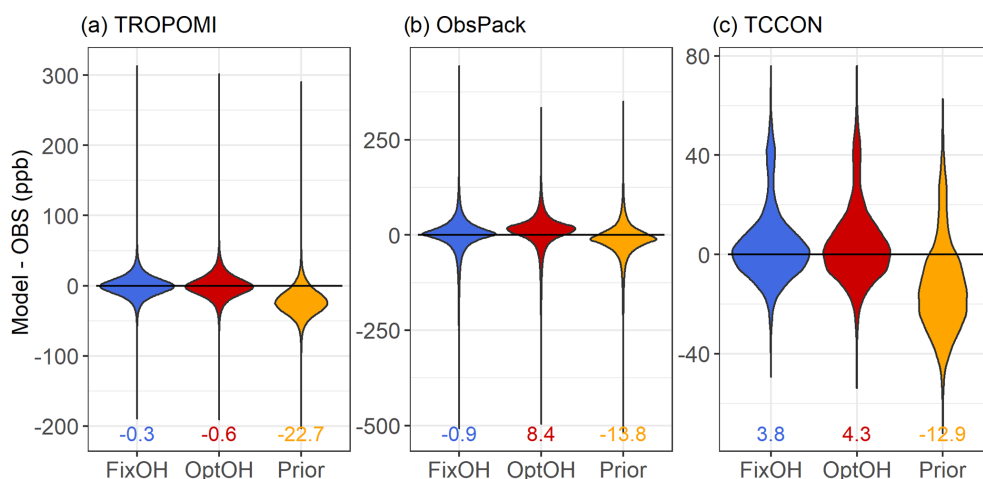 (a) TROPOMI
(b) ObsPack
(c) TCCON
Model - OBS (ppb)
300
200
100
0
-100
-200
-0.3
-0.6
-22.7
FixOH
OptOH
Prior
250
0
-250
-500
-0.9
8.4
-13.8
FixOH
OptOH
Prior
80
40
0
-40
3.8
4.3
-12.9
FixOH
OptOH
Prior